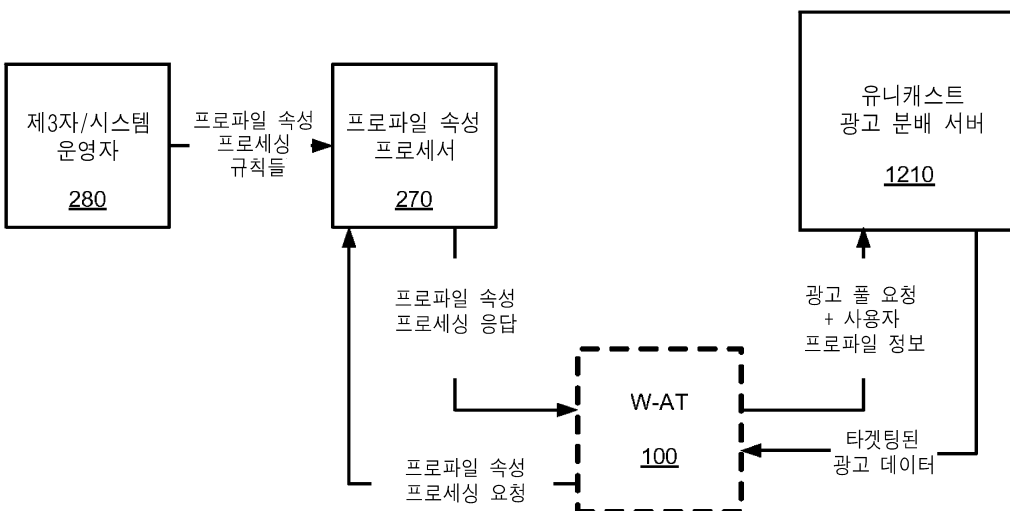 제3자/시스템
운영자
280
프로파일 속성
프로세싱
규칙들
프로파일 속성
프로세서
270
유니캐스트
광고 분배 서버
1210
프로파일 속성
프로세싱 응답
광고 풀 요청
+ 사용자
프로파일 정보
W-AT
100
타겟팅된
광고 데이터
프로파일 속성
프로세싱 요청